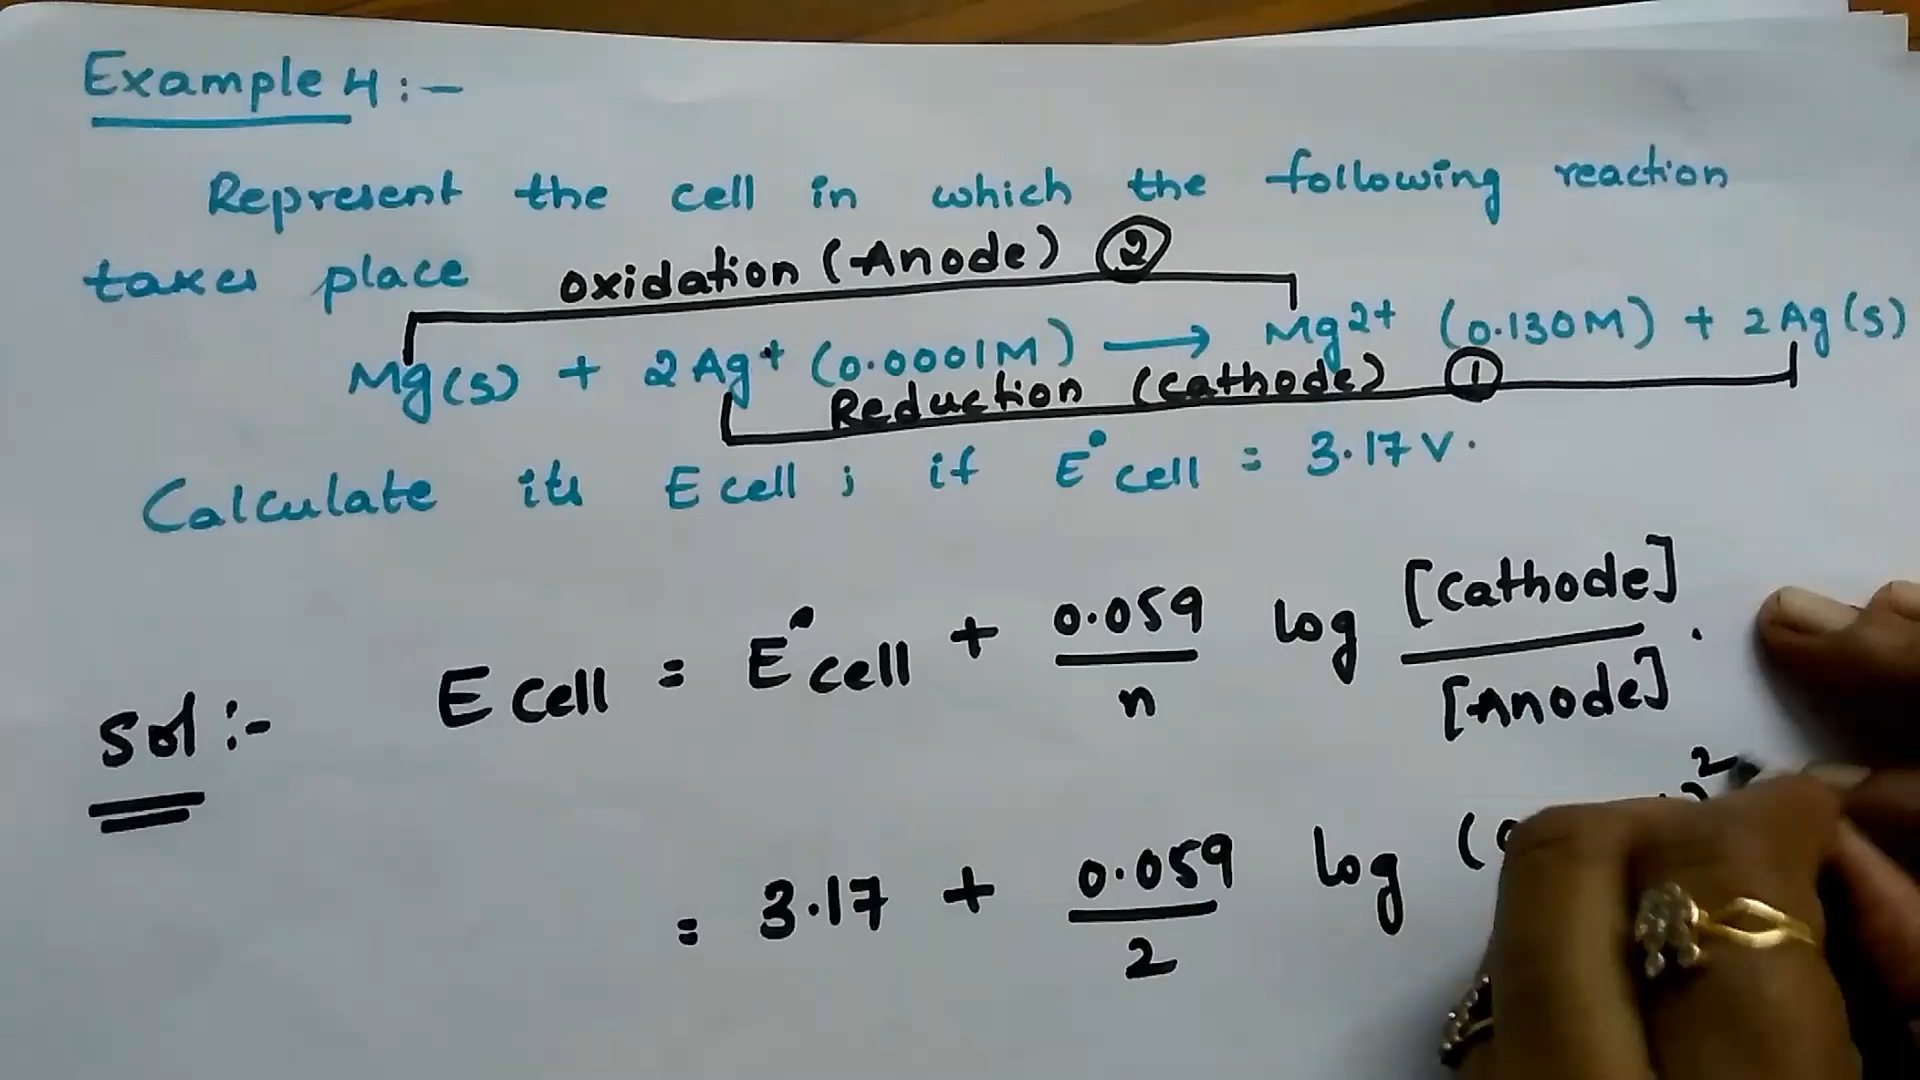 Example 4:-
Represent the cell in which the following reaction
takes place
oxidation (Anode) ②
Mg(s) + 2Ag⁺ (0.0001M) → Mg²⁺ (0.130M) + 2Ag(s)
Reduction (cathode) ①
Calculate its Ecell ; if E°cell = 3.17V.
Sol :-
Ecell = E°cell + 0.059/n log [Cathode]/[Anode].
= 3.17 + 0.059/2 log (